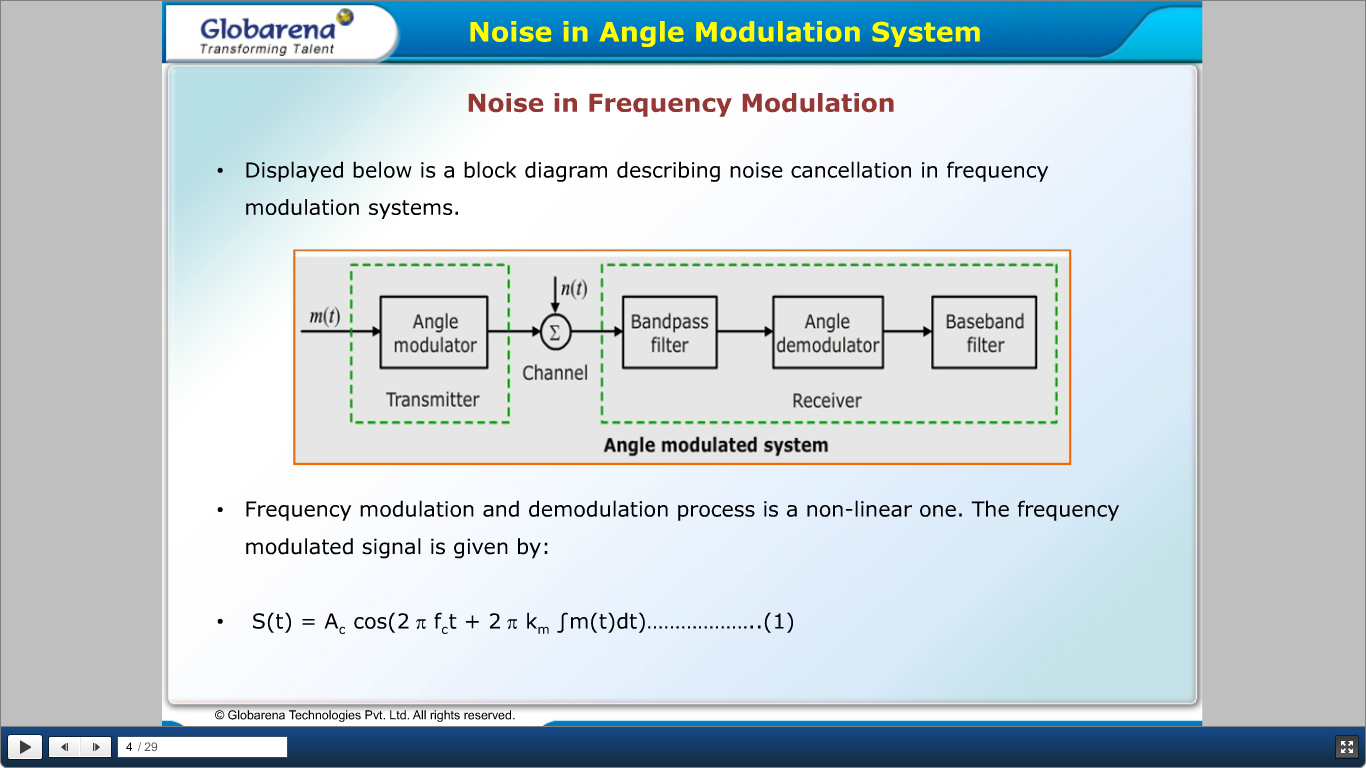 Globarena
Transforming Talent
Noise in Angle Modulation System
Noise in Frequency Modulation
• Displayed below is a block diagram describing noise cancellation in frequency
modulation systems.
m(t)
Angle
modulator
Transmitter
n(t)
Σ
Channel
Bandpass
filter
Angle
demodulator
Baseband
filter
Receiver
Angle modulated system
• Frequency modulation and demodulation process is a non-linear one. The frequency
modulated signal is given by:
• S(t) = Ac cos(2 π fct + 2 π km ∫m(t)dt)………………..(1)
© Globarena Technologies Pvt. Ltd. All rights reserved.
4 / 29